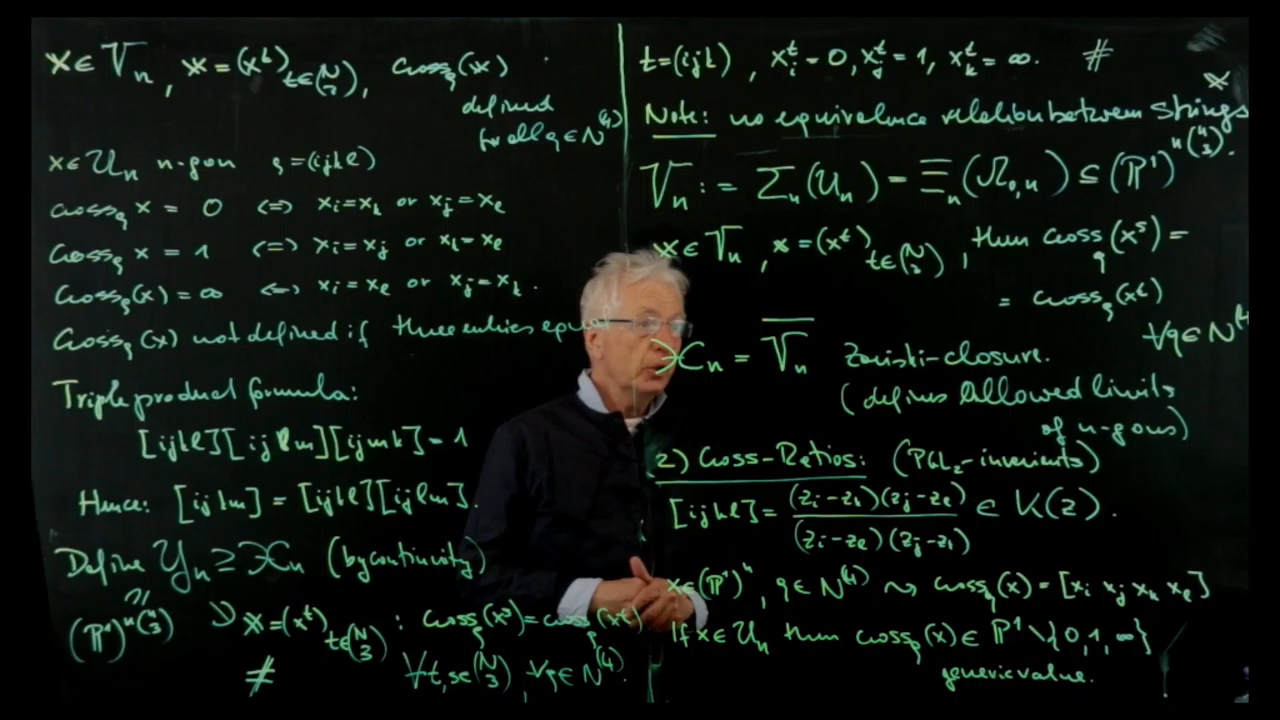 x ∈ 𝒱_n, x = (x^t)_{t∈(N 3)}, cross_q(x)
defined
for all q ∈ N^(4)
x ∈ U_n n-gon q = (ijkl)
cross_q x = 0 <=> x_i = x_k or x_j = x_l
cross_q x = 1 <=> x_i = x_j or x_k = x_l
cross_q(x) = ∞ <=> x_i = x_l or x_j = x_k.
cross_q(x) not defined if three entries equal
Triple product formula:
[ijkl][ijlm][ijmk] = 1
Hence: [ijkm] = [ijkl][ijlm].
Define Y_n ≥ X_n (by continuity)
(ℙ^1)^{n(n 3)} x = (x^t)_{t∈(N 3)} : cross_q(x^s) = cross_q(x^t)
# ∀t,s∈(N 3), ∀q∈N^(4).
t = (ijk), x_i^t = 0, x_j^t = 1, x_k^t = ∞. #
x
Note: no equivalence relation between strings
𝒱_n := Σ_n(U_n) = Ξ_n(Ω_{0,n}) ⊆ (ℙ^1)^{n(n 3)}.
x ∈ 𝒱_n, x = (x^t)_{t∈(N 3)}, then cross_q(x^s) =
= cross_q(x^t)
∀q∈N^(4
X_n = 𝒱̅_n Zariski-closure.
(defines allowed limits
of n-gons)
2) Cross-Ratios: (PGL_2-invariants)
[ijkl] = (z_i-z_k)(z_j-z_l) ∈ K(z).
(z_i-z_l)(z_j-z_k)
x∈(ℙ^1)^n, q∈N^(4) ⇝ cross_q(x) = [x_i x_j x_k x_l]
If x∈U_n then cross_q(x) ∈ ℙ^1 \ {0,1,∞}
generic value.